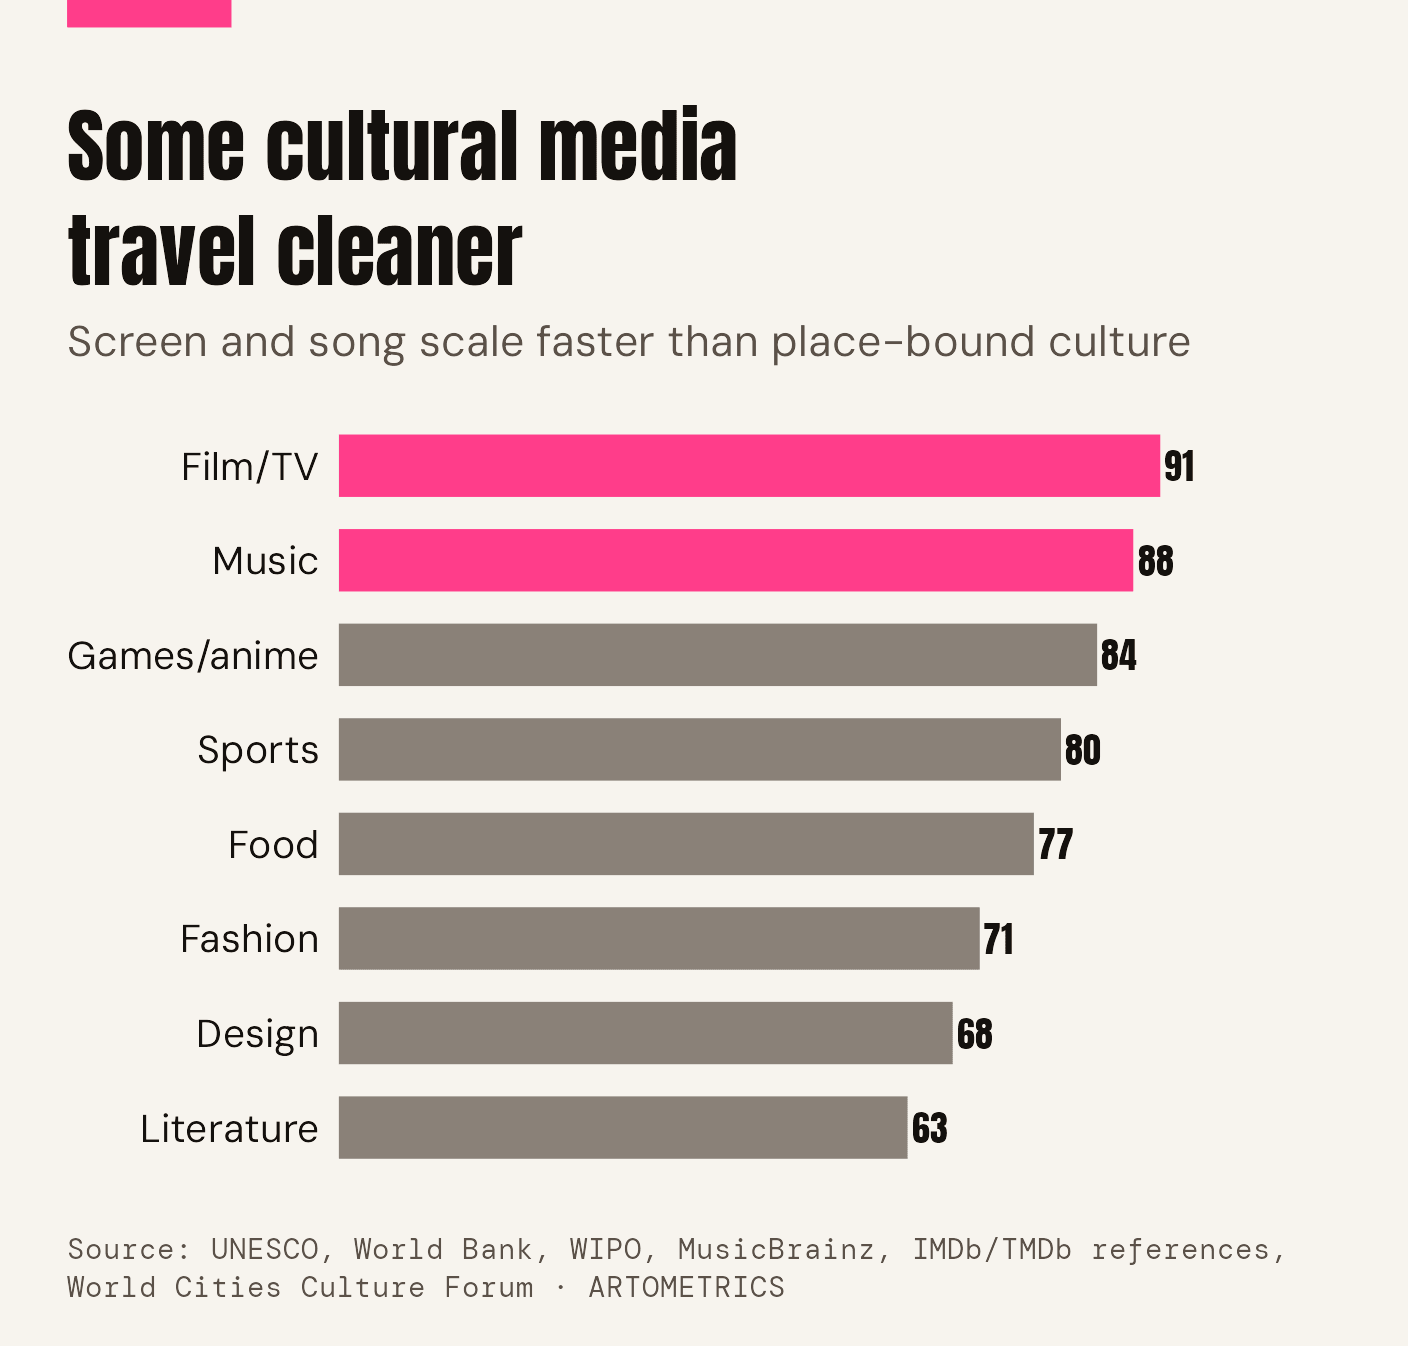 Some cultural media
travel cleaner
Screen and song scale faster than place-bound culture
Film/TV 91
Music 88
Games/anime 84
Sports 80
Food 77
Fashion 71
Design 68
Literature 63
Source: UNESCO, World Bank, WIPO, MusicBrainz, IMDb/TMDb references,
World Cities Culture Forum · ARTOMETRICS